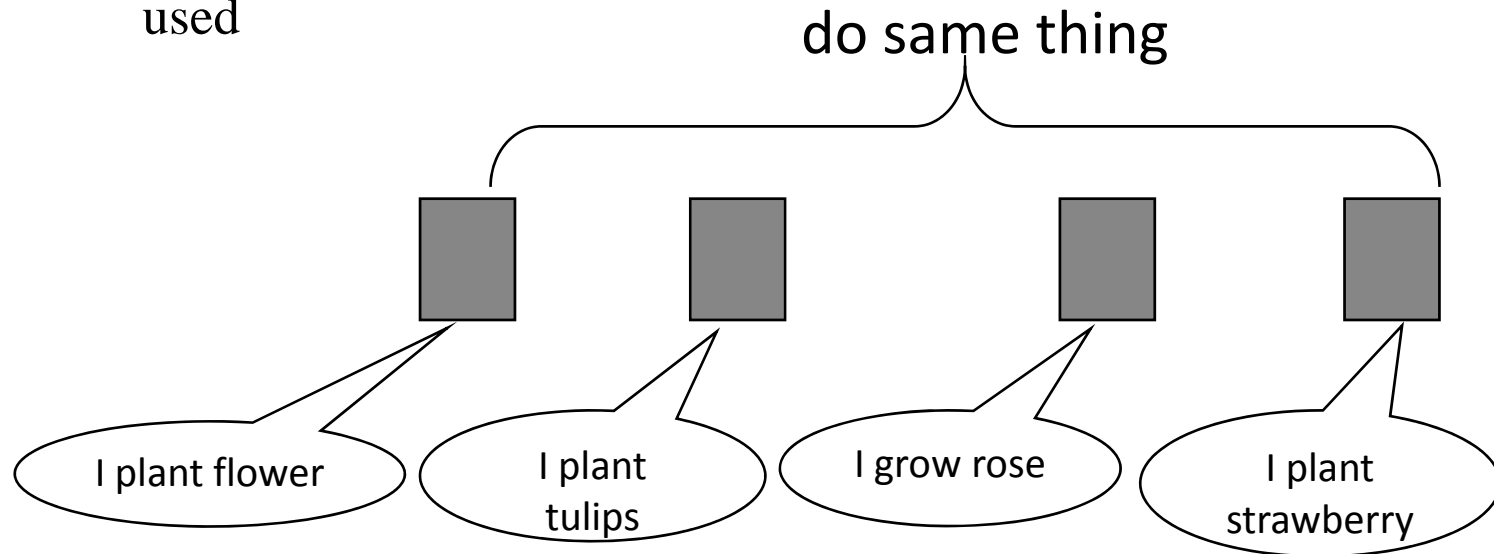 used
do same thing
I plant flower
I plant
tulips
I grow rose
I plant
strawberry